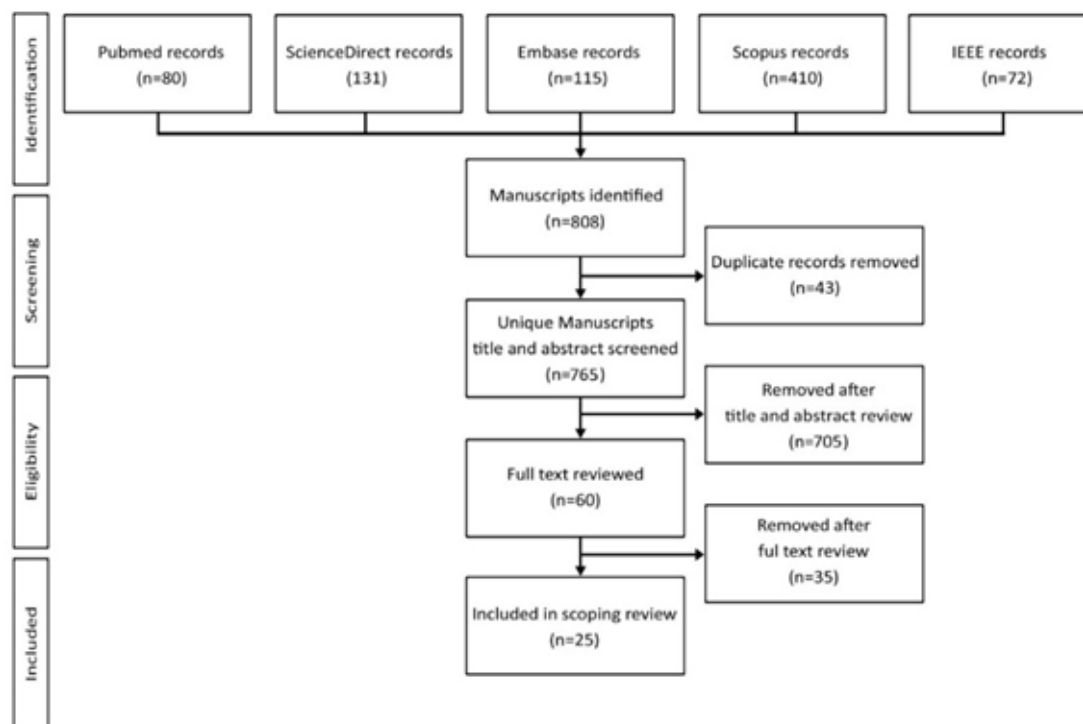 Identification
Pubmed records
(n=80)
ScienceDirect records
(131)
Embase records
(n=115)
Scopus records
(n=410)
IEEE records
(n=72)
Manuscripts identified
(n=808)
Screening
Duplicate records removed
(n=43)
Unique Manuscripts
title and abstract screened
(n=765)
Eligibility
Removed after
title and abstract review
(n=705)
Full text reviewed
(n=60)
Removed after
ful text review
(n=35)
Included
Included in scoping review
(n=25)